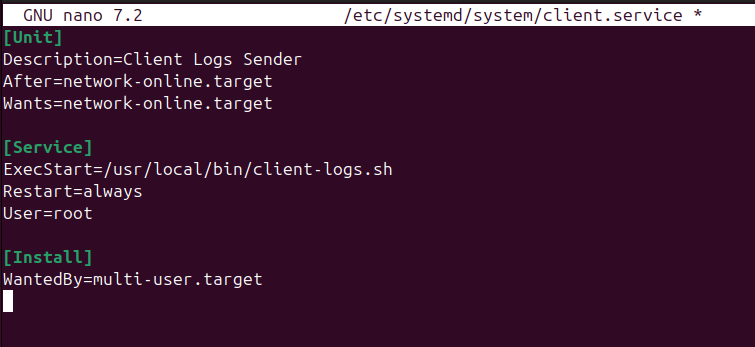 GNU nano 7.2 /etc/systemd/system/client.service *
[Unit]
Description=Client Logs Sender
After=network-online.target
Wants=network-online.target
[Service]
ExecStart=/usr/local/bin/client-logs.sh
Restart=always
User=root
[Install]
WantedBy=multi-user.target